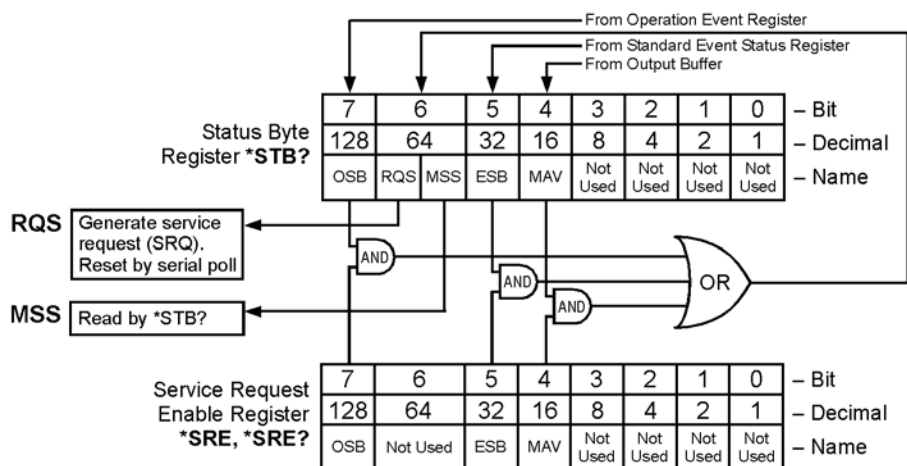 From Operation Event Register
From Standard Event Status Register
From Output Buffer
7 6 5 4 3 2 1 0 – Bit
Status Byte
Register *STB?
128 64 32 16 8 4 2 1 – Decimal
OSB RQS MSS ESB MAV Not Used Not Used Not Used Not Used – Name
RQS
Generate service
request (SRQ).
Reset by serial poll
AND
AND
AND
OR
MSS
Read by *STB?
7 6 5 4 3 2 1 0 – Bit
Service Request
Enable Register
*SRE, *SRE?
128 64 32 16 8 4 2 1 – Decimal
OSB Not Used ESB MAV Not Used Not Used Not Used Not Used – Name